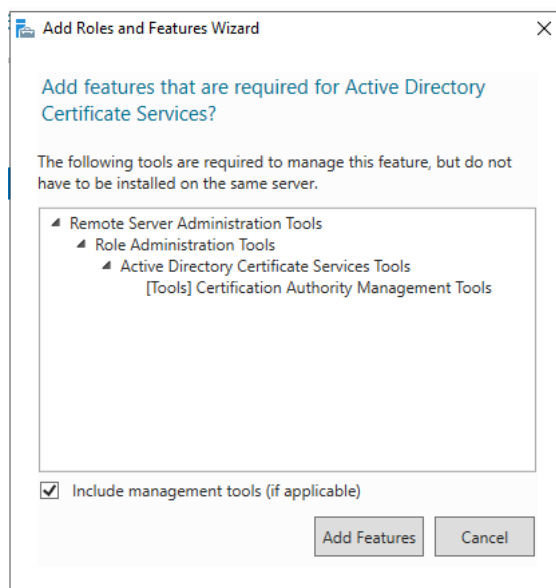 Add Roles and Features Wizard
Add features that are required for Active Directory
Certificate Services?
The following tools are required to manage this feature, but do not
have to be installed on the same server.
Remote Server Administration Tools
Role Administration Tools
Active Directory Certificate Services Tools
[Tools] Certification Authority Management Tools
Include management tools (if applicable)
Add Features
Cancel